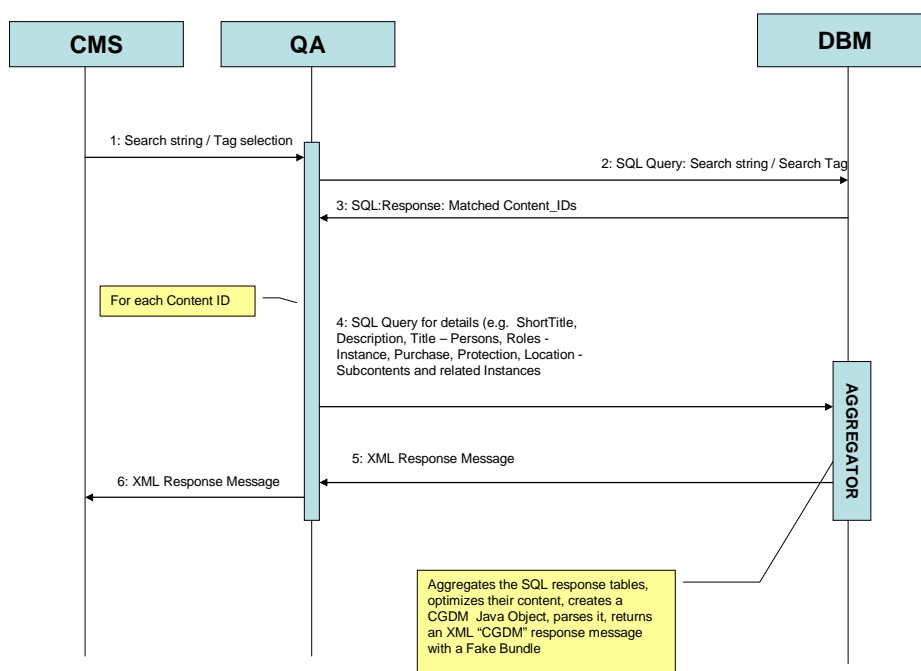 CMS
QA
DBM
1: Search string / Tag selection
2: SQL Query: Search string / Search Tag
3: SQL:Response: Matched Content_IDs
For each Content ID
4: SQL Query for details (e.g. ShortTitle,
Description, Title – Persons, Roles -
Instance, Purchase, Protection, Location -
Subcontents and related Instances
AGGREGATOR
5: XML Response Message
6: XML Response Message
Aggregates the SQL response tables,
optimizes their content, creates a
CGDM Java Object, parses it, returns
an XML “CGDM” response message
with a Fake Bundle